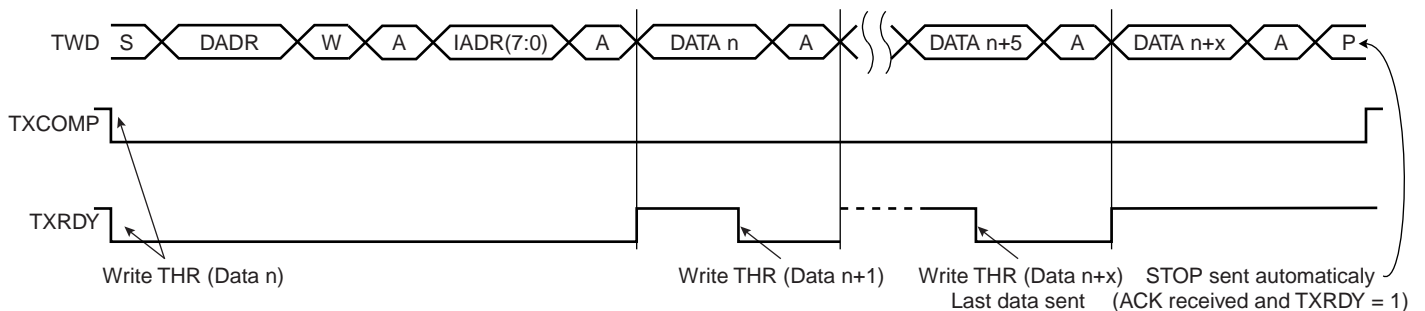 TWD S DADR W A IADR(7:0) A DATA n A DATA n+5 A DATA n+x A P
TXCOMP
TXRDY
Write THR (Data n) Write THR (Data n+1) Write THR (Data n+x) STOP sent automaticaly
Last data sent (ACK received and TXRDY = 1)